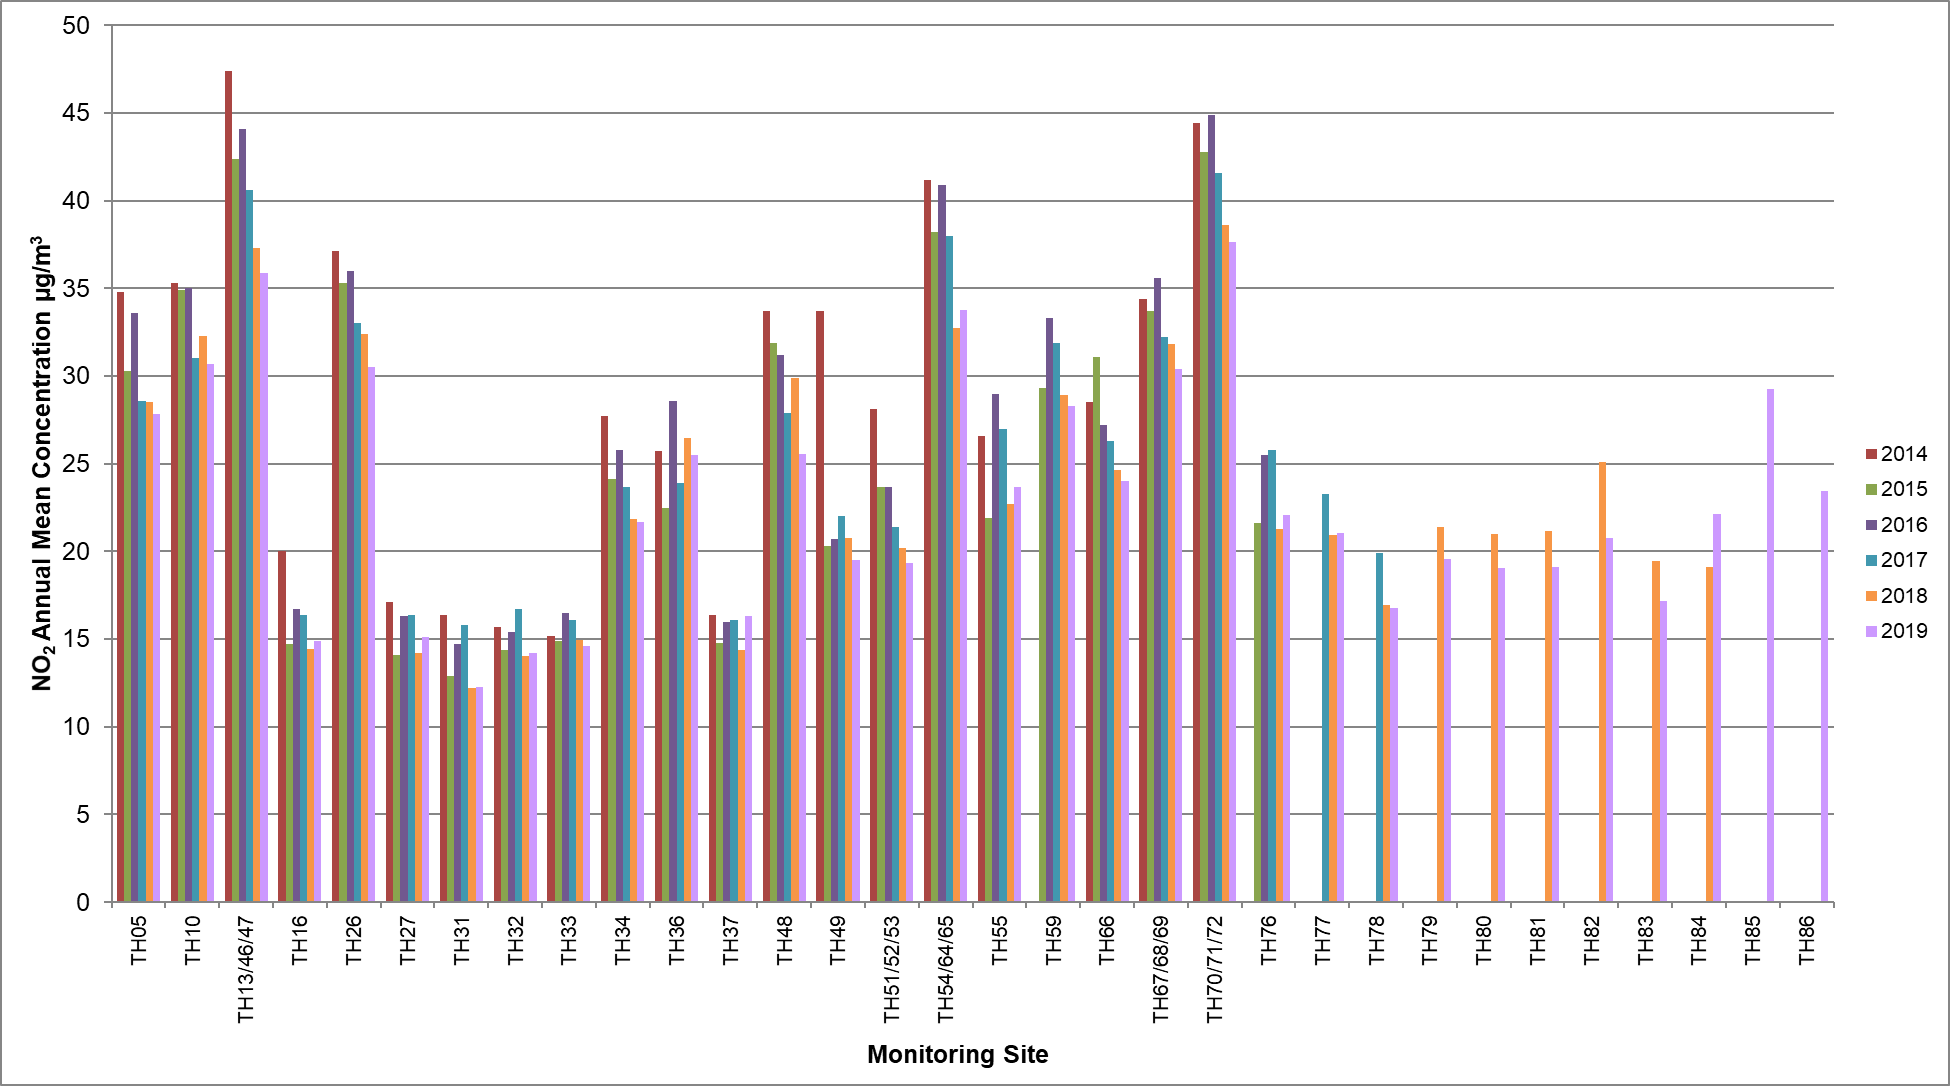 50
45
40
35
30
25
20
15
10
5
0
NO2 Annual Mean Concentration µg/m³
TH05
TH10
TH13/46/47
TH16
TH26
TH27
TH31
TH32
TH33
TH34
TH36
TH37
TH48
TH49
TH51/52/53
TH54/64/65
TH55
TH59
TH66
TH67/68/69
TH70/71/72
TH76
TH77
TH78
TH79
TH80
TH81
TH82
TH83
TH84
TH85
TH86
Monitoring Site
2014
2015
2016
2017
2018
2019